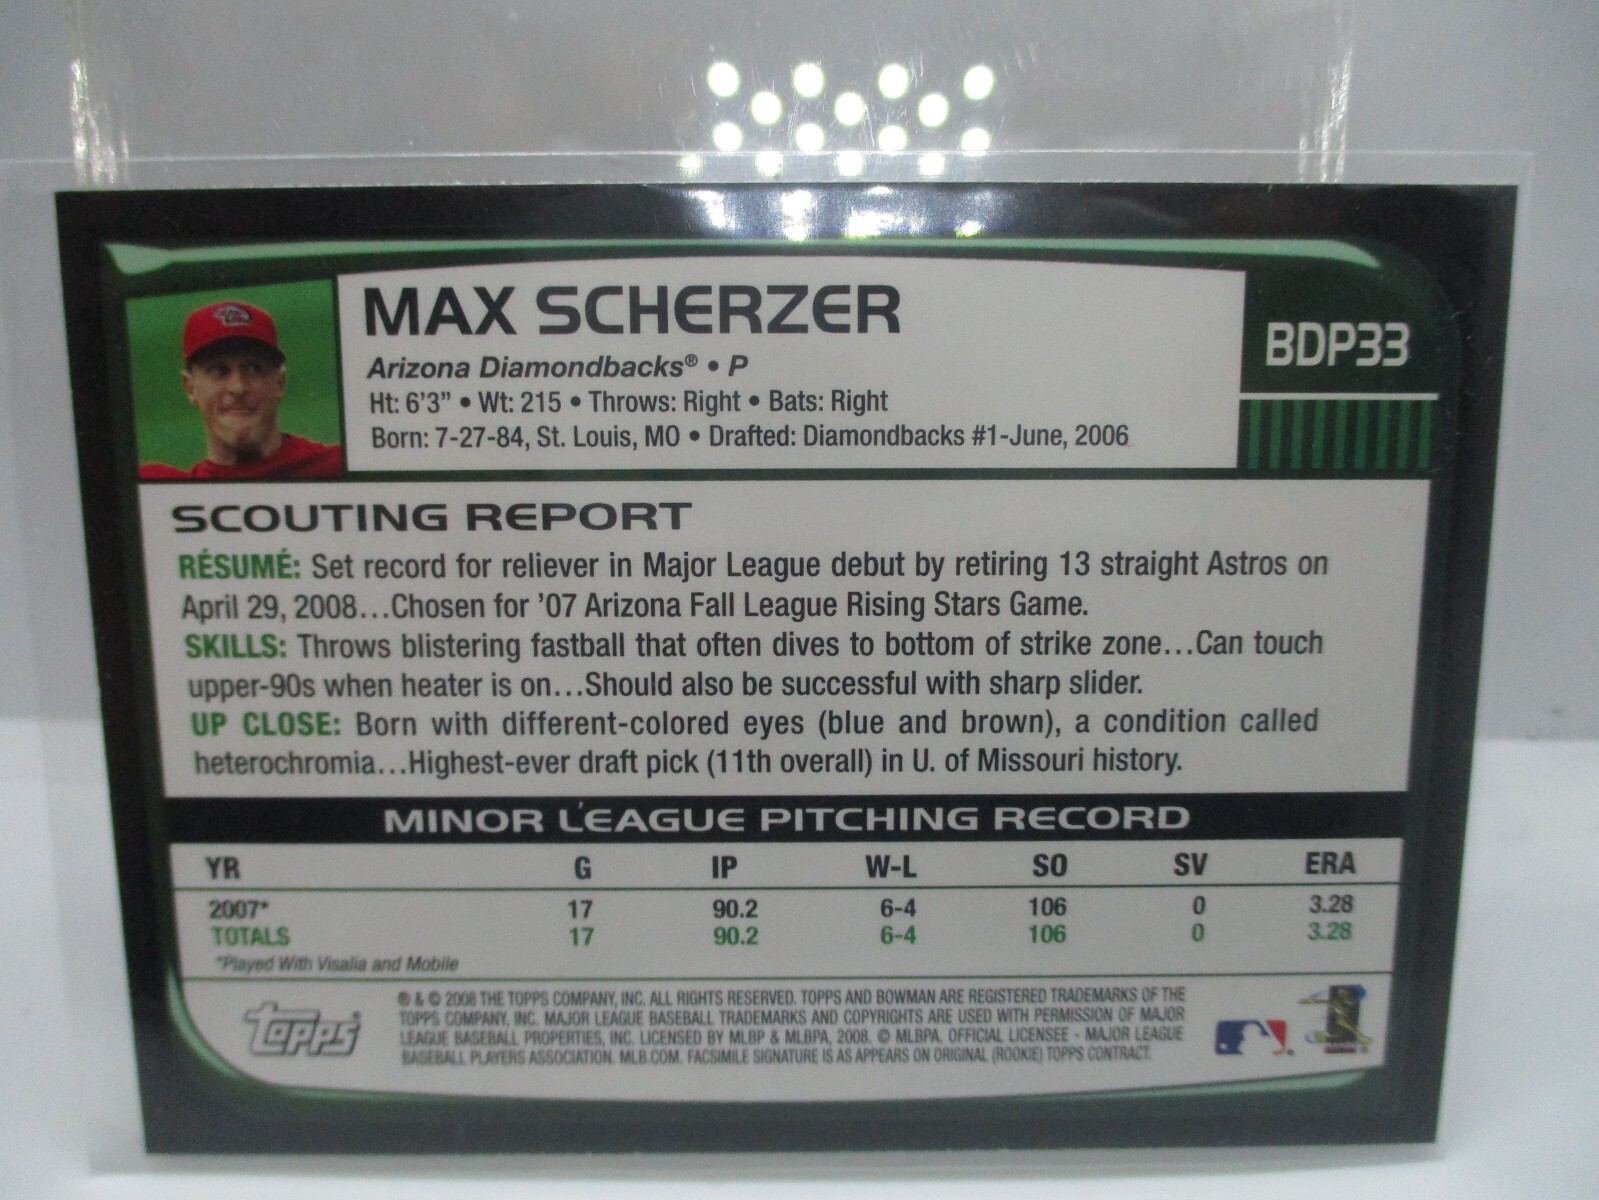 MAX SCHERZER
BDP33
Arizona Diamondbacks® • P
Ht: 6'3" • Wt: 215 • Throws: Right • Bats: Right
Born: 7-27-84, St. Louis, MO • Drafted: Diamondbacks #1-June, 2006
SCOUTING REPORT
RÉSUMÉ: Set record for reliever in Major League debut by retiring 13 straight Astros on
April 29, 2008...Chosen for '07 Arizona Fall League Rising Stars Game.
SKILLS: Throws blistering fastball that often dives to bottom of strike zone...Can touch
upper-90s when heater is on...Should also be successful with sharp slider.
UP CLOSE: Born with different-colored eyes (blue and brown), a condition called
heterochromia...Highest-ever draft pick (11th overall) in U. of Missouri history.
MINOR LEAGUE PITCHING RECORD
YR G IP W-L SO SV ERA
2007* 17 90.2 6-4 106 0 3.28
TOTALS 17 90.2 6-4 106 0 3.28
*Played With Visalia and Mobile
Topps®
® & © 2008 THE TOPPS COMPANY, INC. ALL RIGHTS RESERVED. TOPPS AND BOWMAN ARE REGISTERED TRADEMARKS OF THE
TOPPS COMPANY, INC. MAJOR LEAGUE BASEBALL TRADEMARKS AND COPYRIGHTS ARE USED WITH PERMISSION OF MAJOR
LEAGUE BASEBALL PROPERTIES, INC. LICENSED BY MLBP & MLBPA, 2008. © MLBPA. OFFICIAL LICENSEE - MAJOR LEAGUE
BASEBALL PLAYERS ASSOCIATION. MLB.COM. FACSIMILE SIGNATURE IS AS APPEARS ON ORIGINAL (ROOKIE) TOPPS CONTRACT.